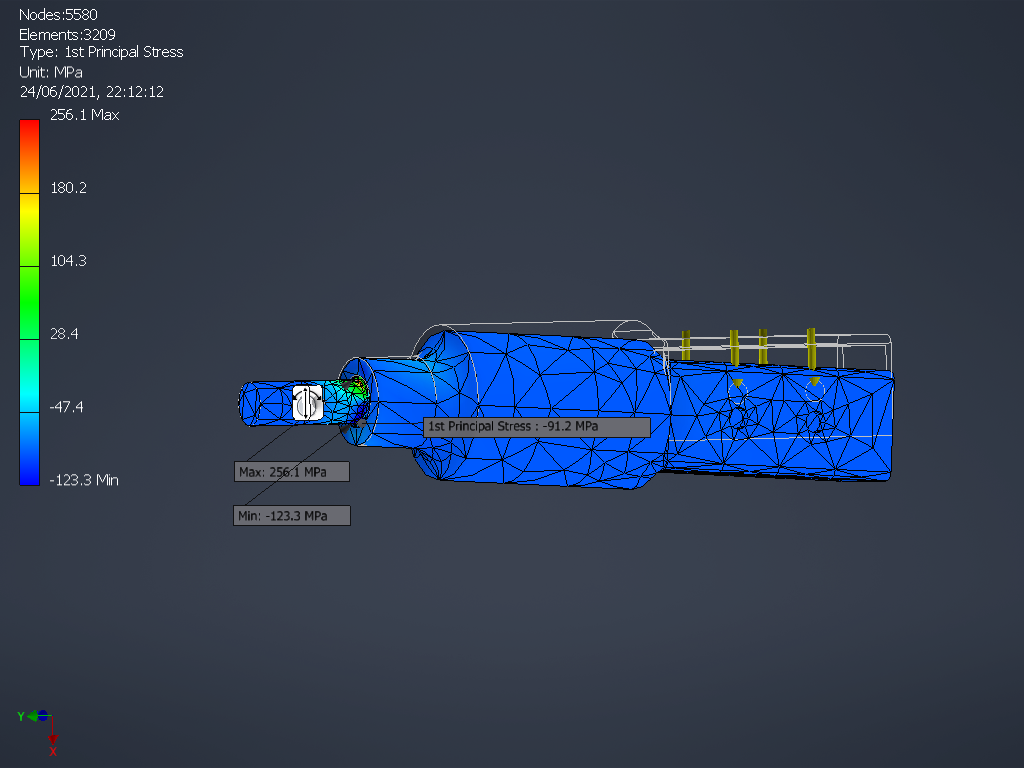 Nodes:5580
Elements:3209
Type: 1st Principal Stress
Unit: MPa
24/06/2021, 22:12:12
256.1 Max
180.2
104.3
28.4
-47.4
-123.3 Min
1st Principal Stress : -91.2 MPa
Max: 256.1 MPa
Min: -123.3 MPa
Y
X